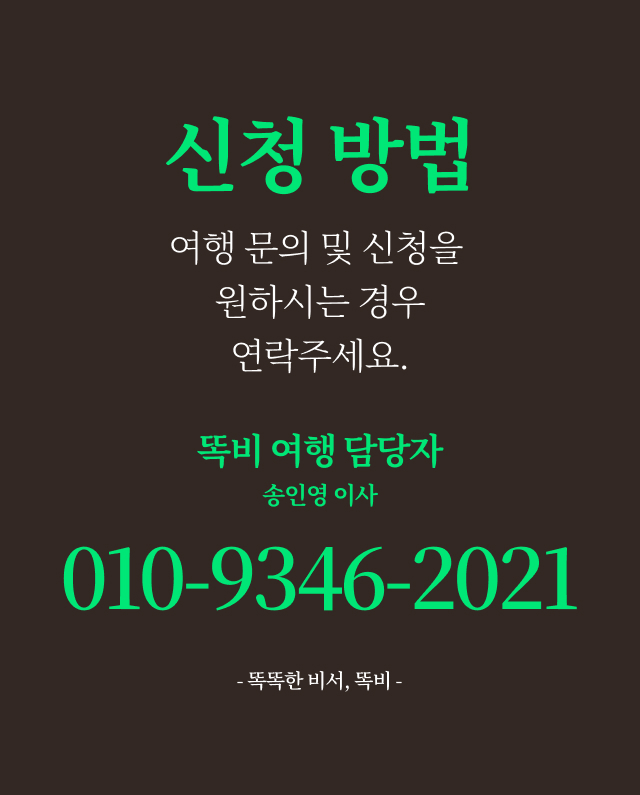 신청 방법
여행 문의 및 신청을
원하시는 경우
연락주세요.
똑비 여행 담당자
송인영 이사
010-9346-2021
- 똑똑한 비서, 똑비 -